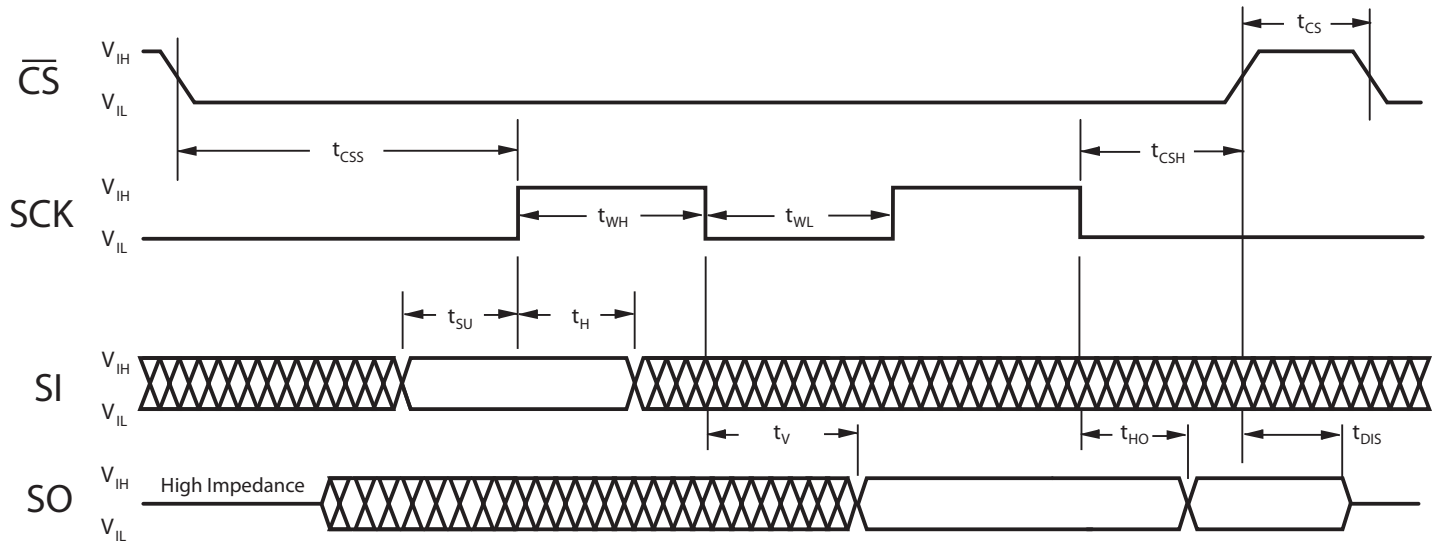 t_CS
V_IH
C̅S̅
V_IL
t_CSS
t_CSH
V_IH
SCK
t_WH
t_WL
V_IL
t_SU
t_H
V_IH
SI
V_IL
t_V
t_HO
t_DIS
V_IH
High Impedance
SO
V_IL